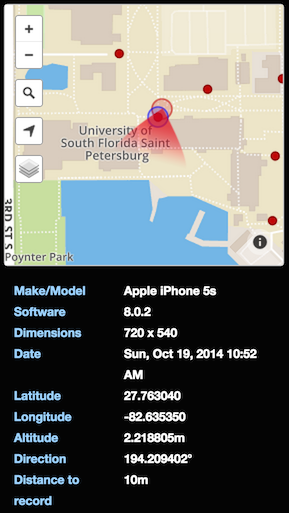 +
−
University of
South Florida Saint
Petersburg
3RD ST S
Poynter Park
i
Make/Model Apple iPhone 5s
Software 8.0.2
Dimensions 720 x 540
Date Sun, Oct 19, 2014 10:52
AM
Latitude 27.763040
Longitude -82.635350
Altitude 2.218805m
Direction 194.209402°
Distance to 10m
record